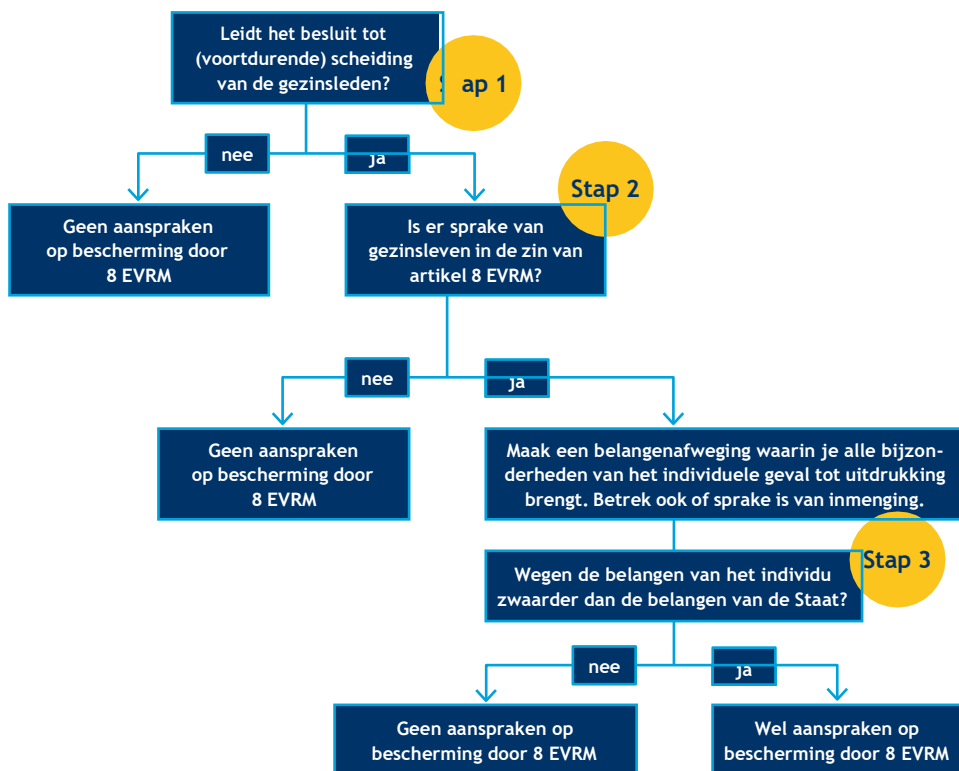 Leidt het besluit tot
(voortdurende) scheiding
van de gezinsleden?
Stap 1
nee
ja
Geen aanspraken
op bescherming door
8 EVRM
Stap 2
Is er sprake van
gezinsleven in de zin van
artikel 8 EVRM?
nee
ja
Geen aanspraken
op bescherming door
8 EVRM
Maak een belangenafweging waarin je alle bijzon-
derheden van het individuele geval tot uitdrukking
brengt. Betrek ook of sprake is van inmenging.
Stap 3
Wegen de belangen van het individu
zwaarder dan de belangen van de Staat?
nee
ja
Geen aanspraken op
bescherming door 8 EVRM
Wel aanspraken op
bescherming door 8 EVRM